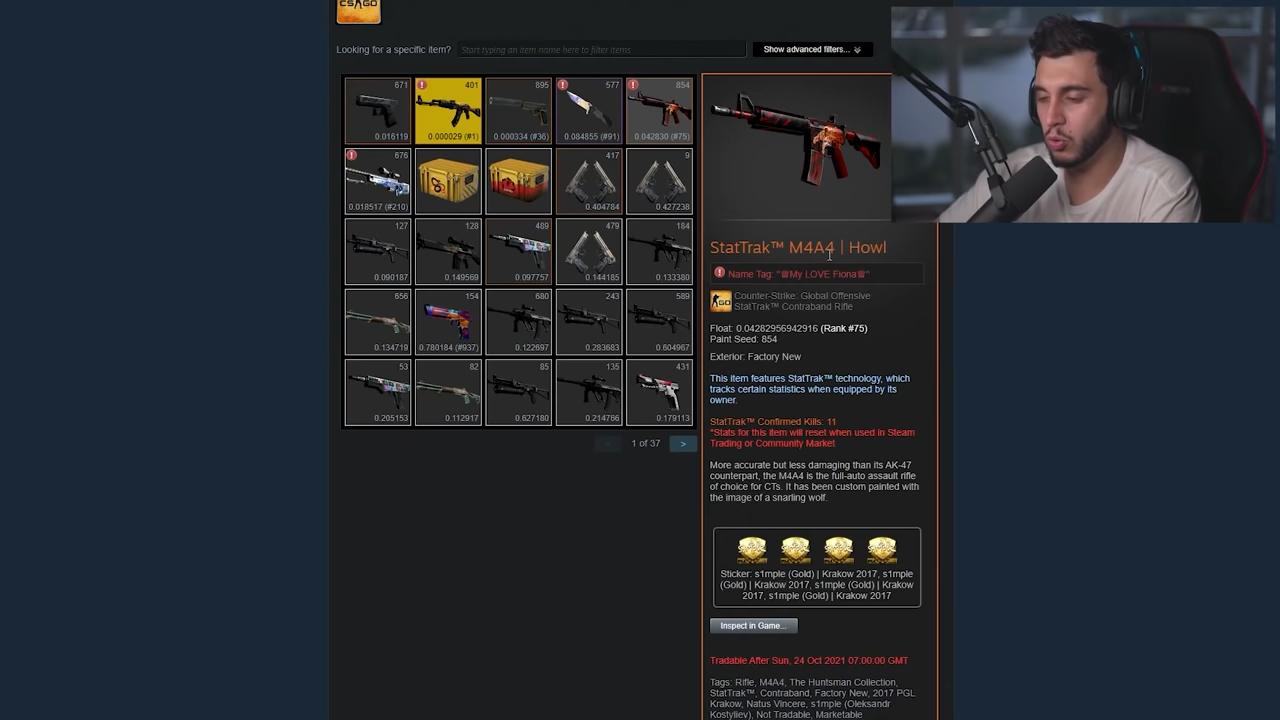 CS:GO
Looking for a specific item?
Start typing an item name here to filter items
Show advanced filters...
671
0.016119
401
0.000029 (#1)
895
0.000334 (#36)
577
0.084855 (#91)
854
0.042830 (#75)
676
0.018517 (#210)
417
0.404784
9
0.427238
127
0.090187
128
0.149569
489
0.097757
479
0.144185
184
0.133380
656
0.134719
154
0.780184 (#937)
680
0.122697
243
0.283683
589
0.604967
53
0.205153
82
0.112917
85
0.627180
135
0.214766
431
0.179113
< 1 of 37 >
StatTrak™ M4A4 | Howl
Name Tag: "♛My LOVE Fiona♛"
Counter-Strike: Global Offensive
StatTrak™ Contraband Rifle
Float: 0.04282956942916 (Rank #75)
Paint Seed: 854
Exterior: Factory New
This item features StatTrak™ technology, which
tracks certain statistics when equipped by its
owner.
StatTrak™ Confirmed Kills: 11
*Stats for this item will reset when used in Steam
Trading or Community Market
More accurate but less damaging than its AK-47
counterpart, the M4A4 is the full-auto assault rifle
of choice for CTs. It has been custom painted with
the image of a snarling wolf.
Sticker: s1mple (Gold) | Krakow 2017, s1mple
(Gold) | Krakow 2017, s1mple (Gold) | Krakow
2017, s1mple (Gold) | Krakow 2017
Inspect in Game...
Tradable After Sun, 24 Oct 2021 07:00:00 GMT
Tags: Rifle, M4A4, The Huntsman Collection,
StatTrak™, Contraband, Factory New, 2017 PGL
Krakow, Natus Vincere, s1mple (Oleksandr
Kostyliev), Not Tradable, Marketable